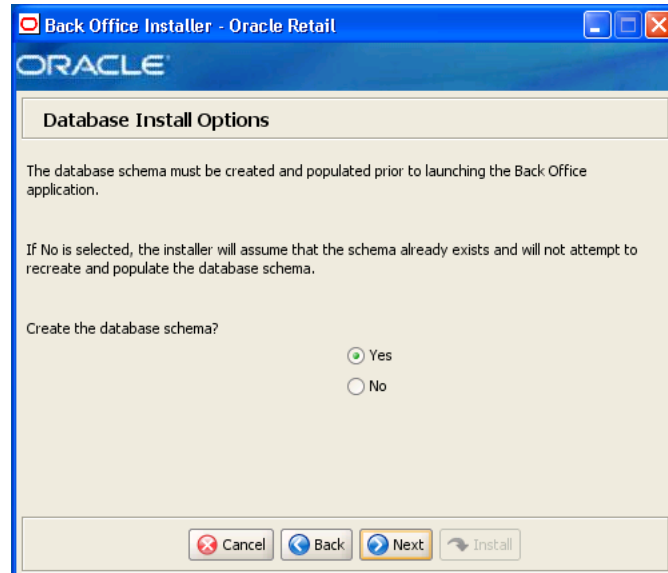 Back Office Installer - Oracle Retail
ORACLE
Database Install Options
The database schema must be created and populated prior to launching the Back Office
application.
If No is selected, the installer will assume that the schema already exists and will not attempt to
recreate and populate the database schema.
Create the database schema?
Yes
No
Cancel Back Next Install